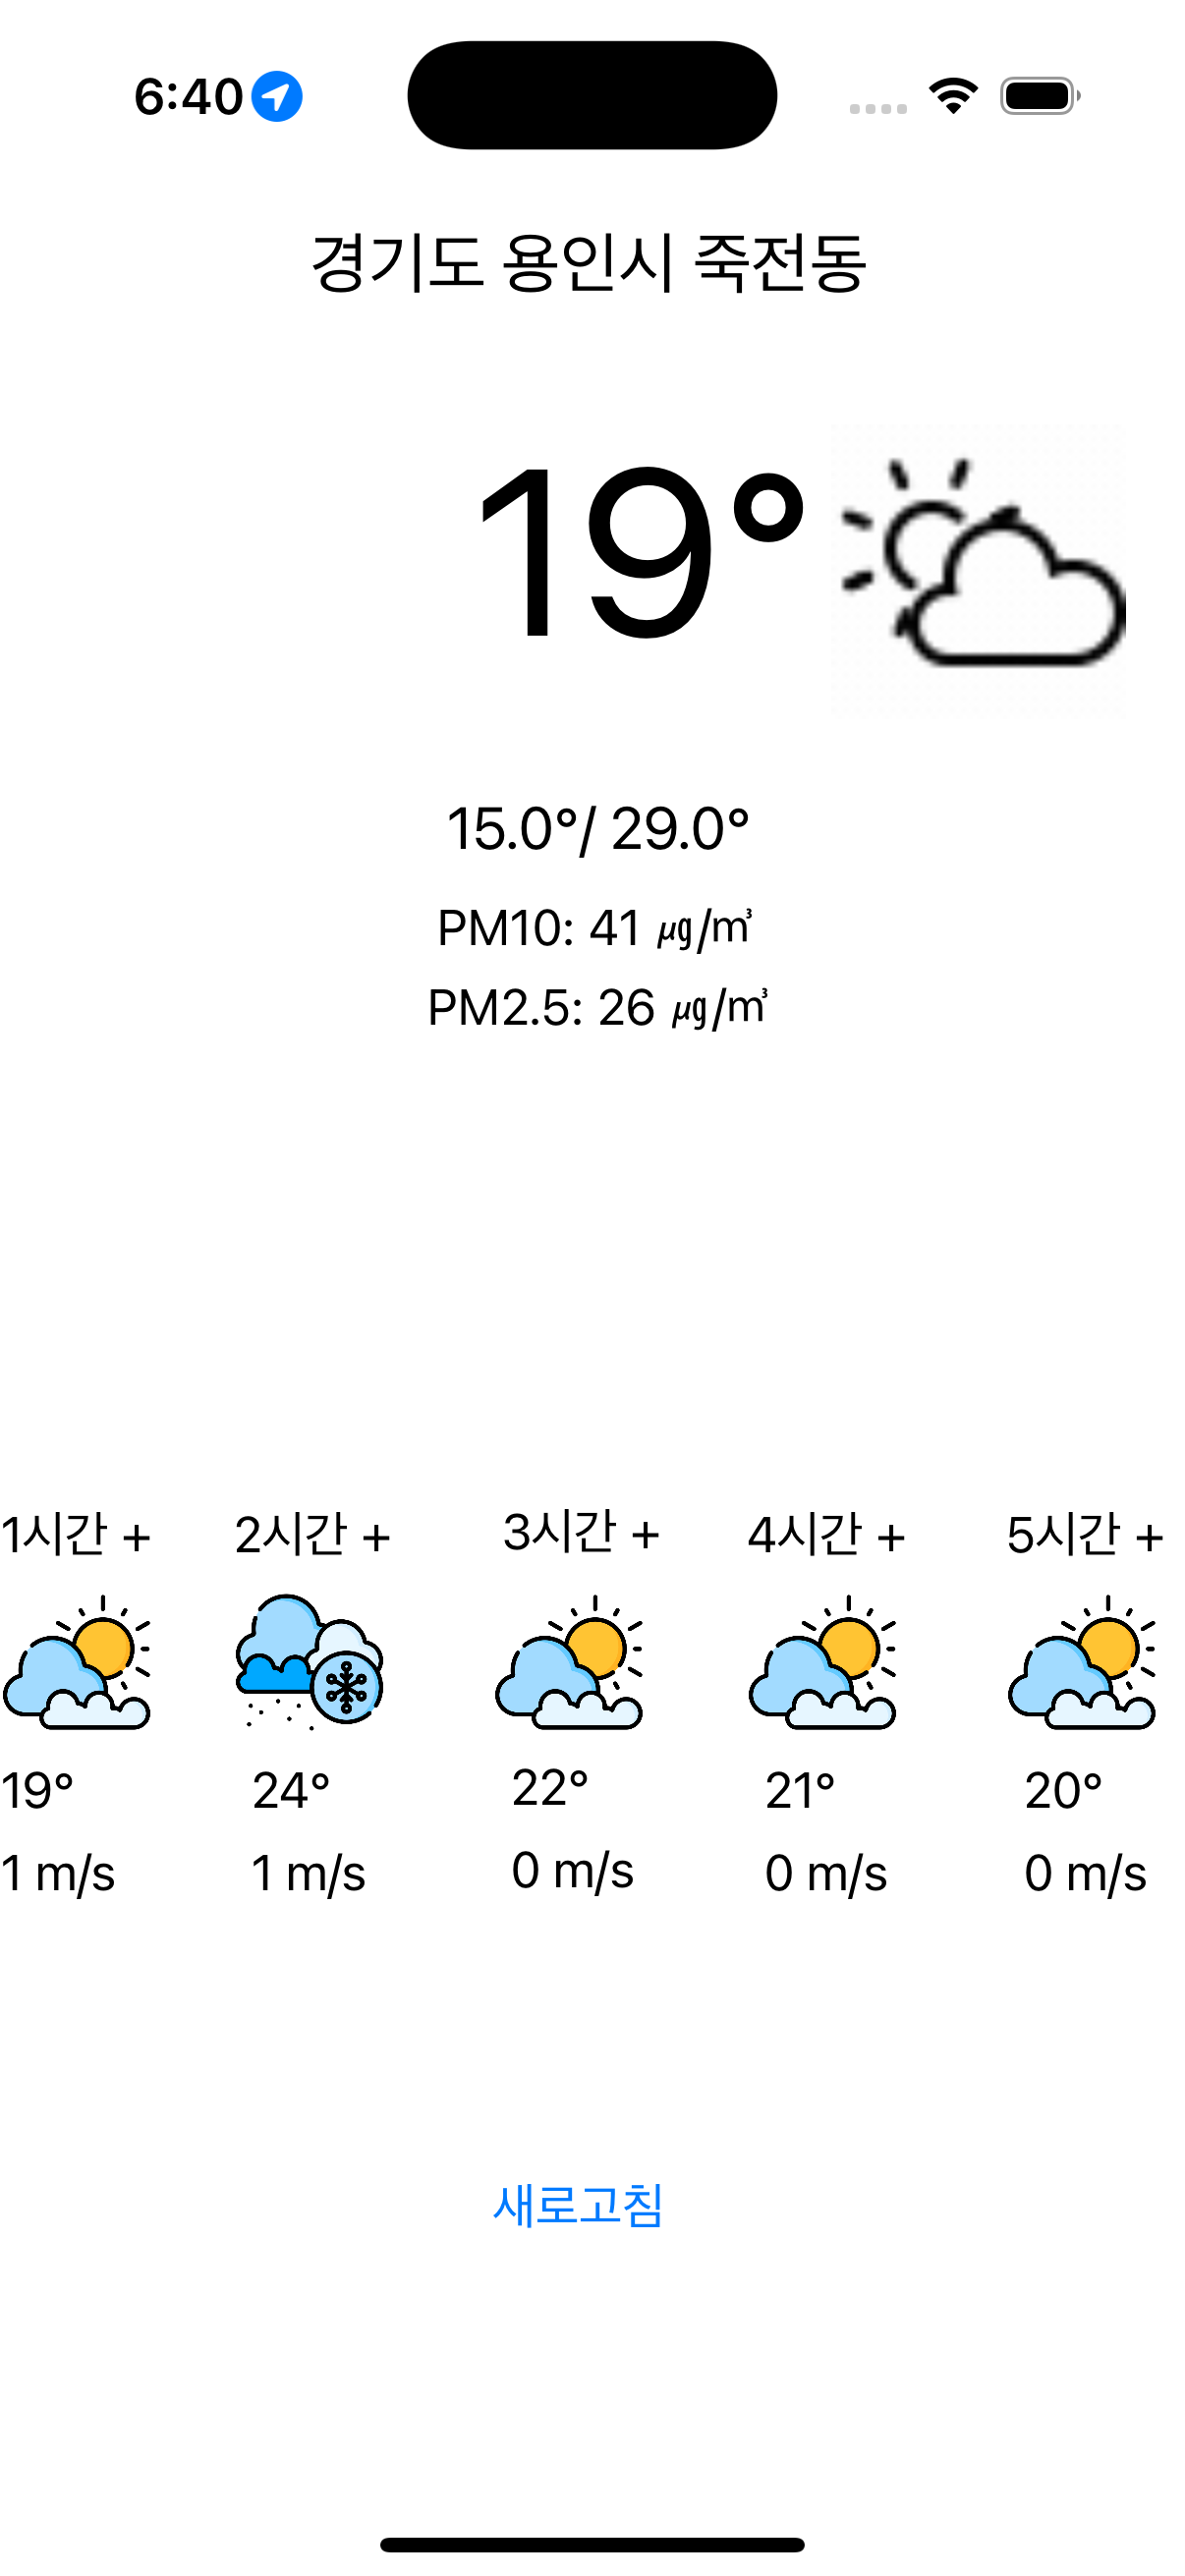 6:40
경기도 용인시 죽전동
19°
15.0°/ 29.0°
PM10: 41 ㎍/㎥
PM2.5: 26 ㎍/㎥
1시간 + 2시간 + 3시간 + 4시간 + 5시간 +
19° 24° 22° 21° 20°
1 m/s 1 m/s 0 m/s 0 m/s 0 m/s
새로고침